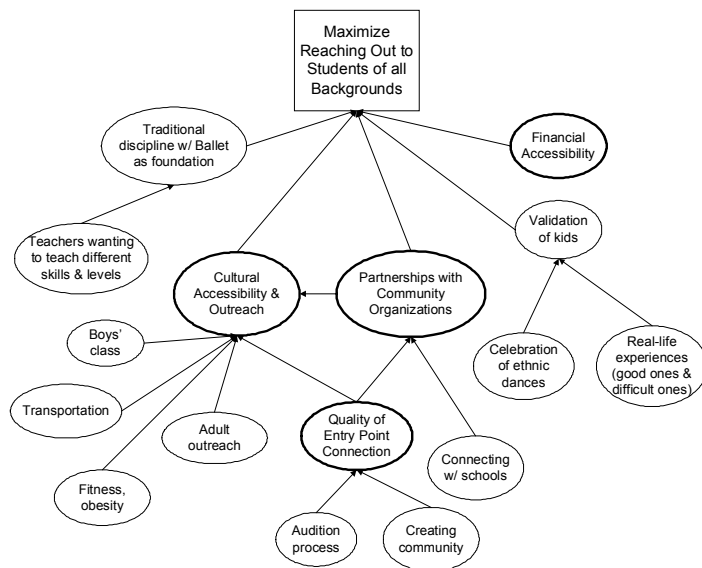 Maximize
Reaching Out to
Students of all
Backgrounds
Traditional
discipline w/ Ballet
as foundation
Financial
Accessibility
Teachers wanting
to teach different
skills & levels
Validation
of kids
Cultural
Accessibility &
Outreach
Partnerships with
Community
Organizations
Boys'
class
Celebration
of ethnic
dances
Real-life
experiences
(good ones &
difficult ones)
Transportation
Adult
outreach
Quality of
Entry Point
Connection
Connecting
w/ schools
Fitness,
obesity
Audition
process
Creating
community